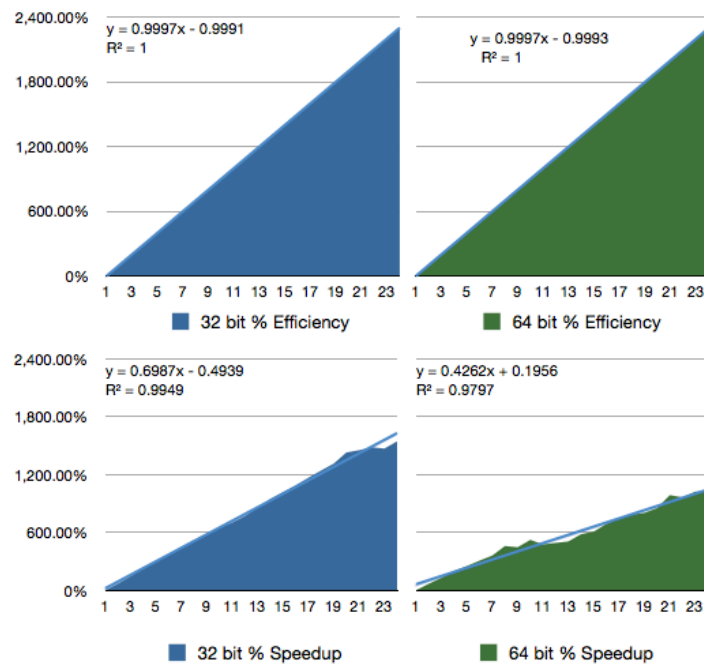 2,400.00%
1,800.00%
1,200.00%
600.00%
0%
y = 0.9997x - 0.9991
R² = 1
1 3 5 7 9 11 13 15 17 19 21 23
32 bit % Efficiency
y = 0.9997x - 0.9993
R² = 1
1 3 5 7 9 11 13 15 17 19 21 23
64 bit % Efficiency
2,400.00%
1,800.00%
1,200.00%
600.00%
0%
y = 0.6987x - 0.4939
R² = 0.9949
1 3 5 7 9 11 13 15 17 19 21 23
32 bit % Speedup
y = 0.4262x + 0.1956
R² = 0.9797
1 3 5 7 9 11 13 15 17 19 21 23
64 bit % Speedup